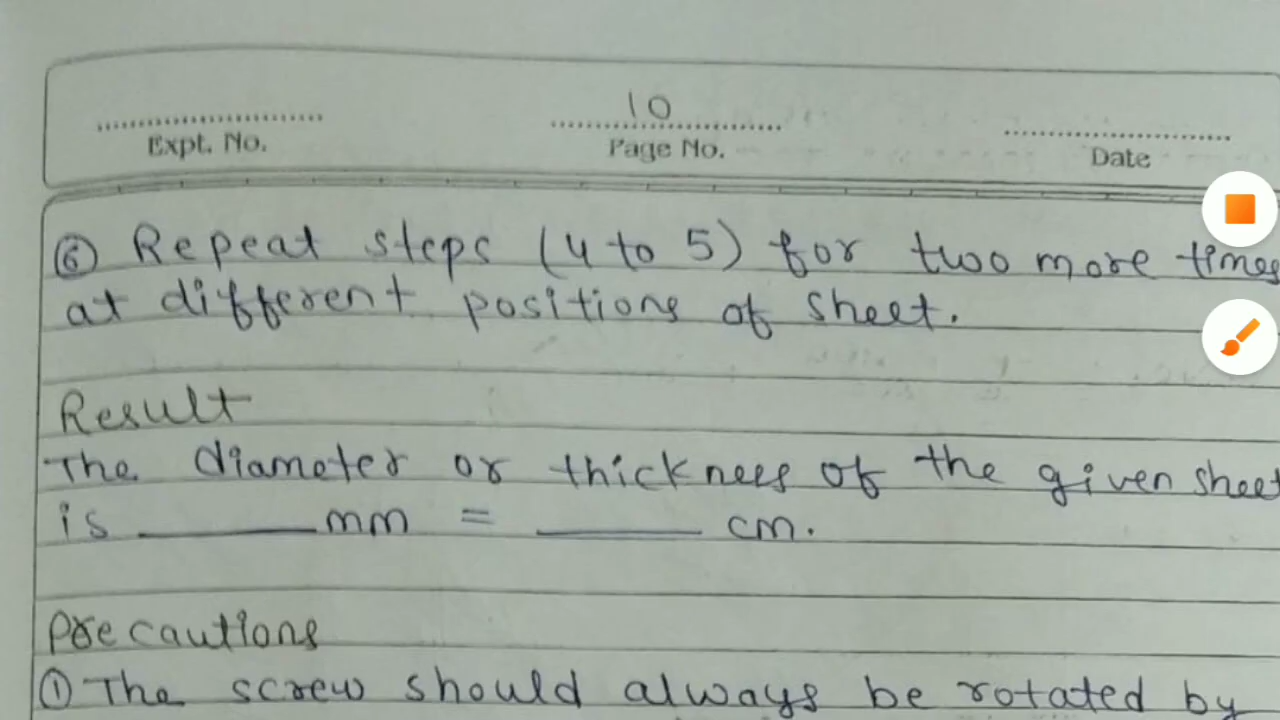 10
Expt. No. Page No. Date
⑥ Repeat steps (4 to 5) for two more times
at different positions of sheet.
Result
The diameter or thickness of the given sheet
is ______ mm = ______ cm.
Precautions
① The screw should always be rotated by